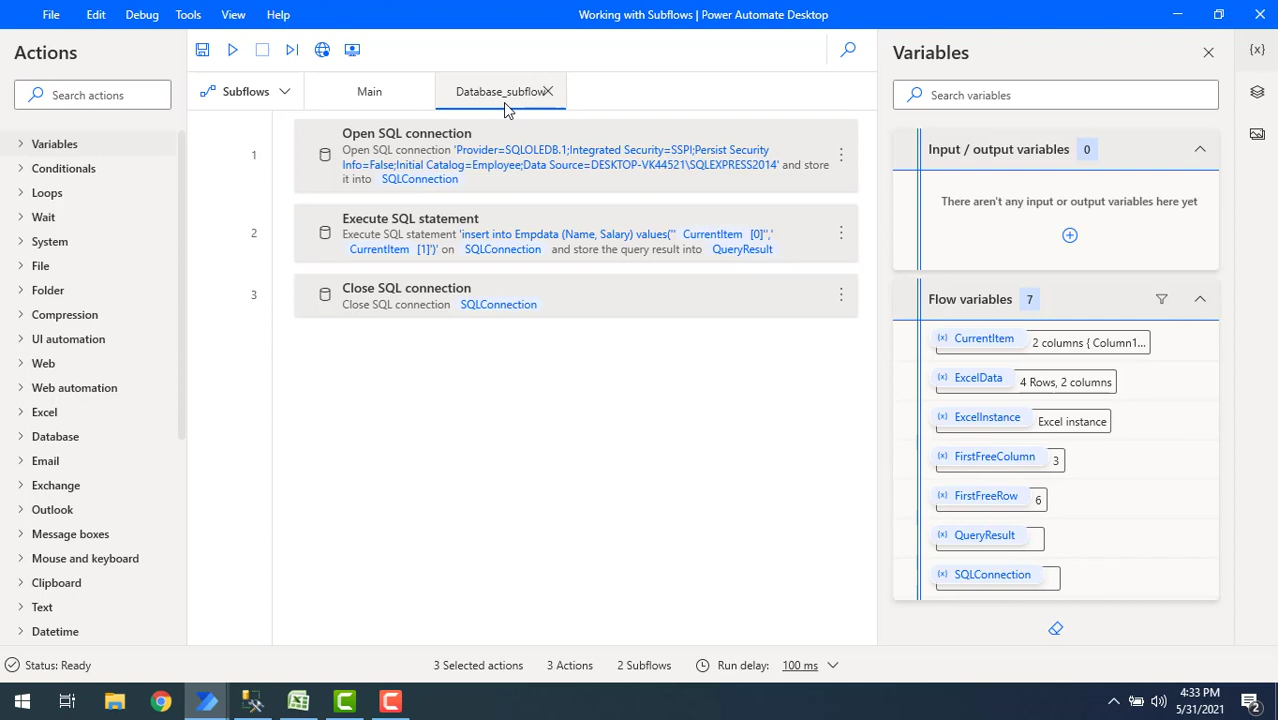 File Edit Debug Tools View Help Working with Subflows | Power Automate Desktop
Actions
Search actions
Variables
Conditionals
Loops
Wait
System
File
Folder
Compression
UI automation
Web
Web automation
Excel
Database
Email
Exchange
Outlook
Message boxes
Mouse and keyboard
Clipboard
Text
Datetime
Subflows Main Database_subflow
1
Open SQL connection
Open SQL connection 'Provider=SQLOLEDB.1;Integrated Security=SSPI;Persist Security
Info=False;Initial Catalog=Employee;Data Source=DESKTOP-VK44521\SQLEXPRESS2014' and store
it into SQLConnection
2
Execute SQL statement
Execute SQL statement 'insert into Empdata (Name, Salary) values('' CurrentItem [0]'','
CurrentItem [1]')' on SQLConnection and store the query result into QueryResult
3
Close SQL connection
Close SQL connection SQLConnection
Variables
{x}
Search variables
Input / output variables 0
There aren't any input or output variables here yet
Flow variables 7
(x) CurrentItem 2 columns { Column1...
(x) ExcelData 4 Rows, 2 columns
(x) ExcelInstance Excel instance
(x) FirstFreeColumn 3
(x) FirstFreeRow 6
(x) QueryResult
(x) SQLConnection
Status: Ready 3 Selected actions 3 Actions 2 Subflows Run delay: 100 ms
4:33 PM
5/31/2021
2